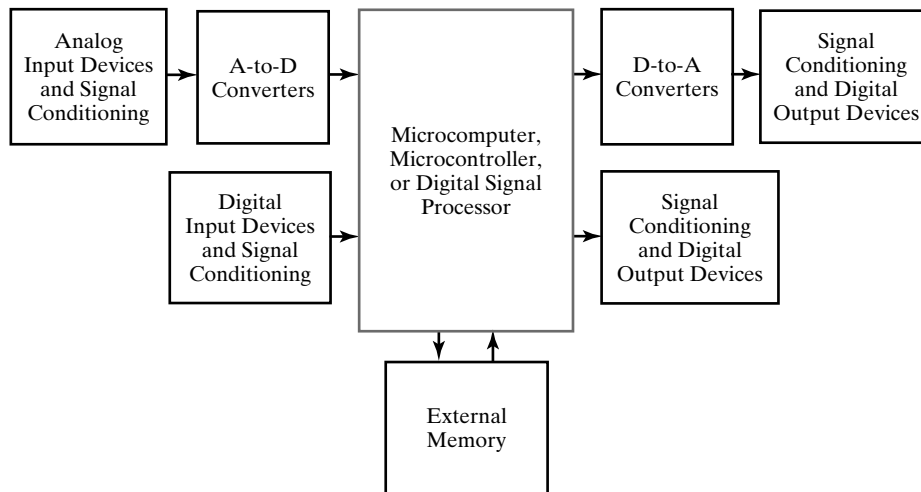 Analog
Input Devices
and Signal
Conditioning
A-to-D
Converters
Microcomputer,
Microcontroller,
or Digital Signal
Processor
D-to-A
Converters
Signal
Conditioning
and Digital
Output Devices
Digital
Input Devices
and Signal
Conditioning
Signal
Conditioning
and Digital
Output Devices
External
Memory